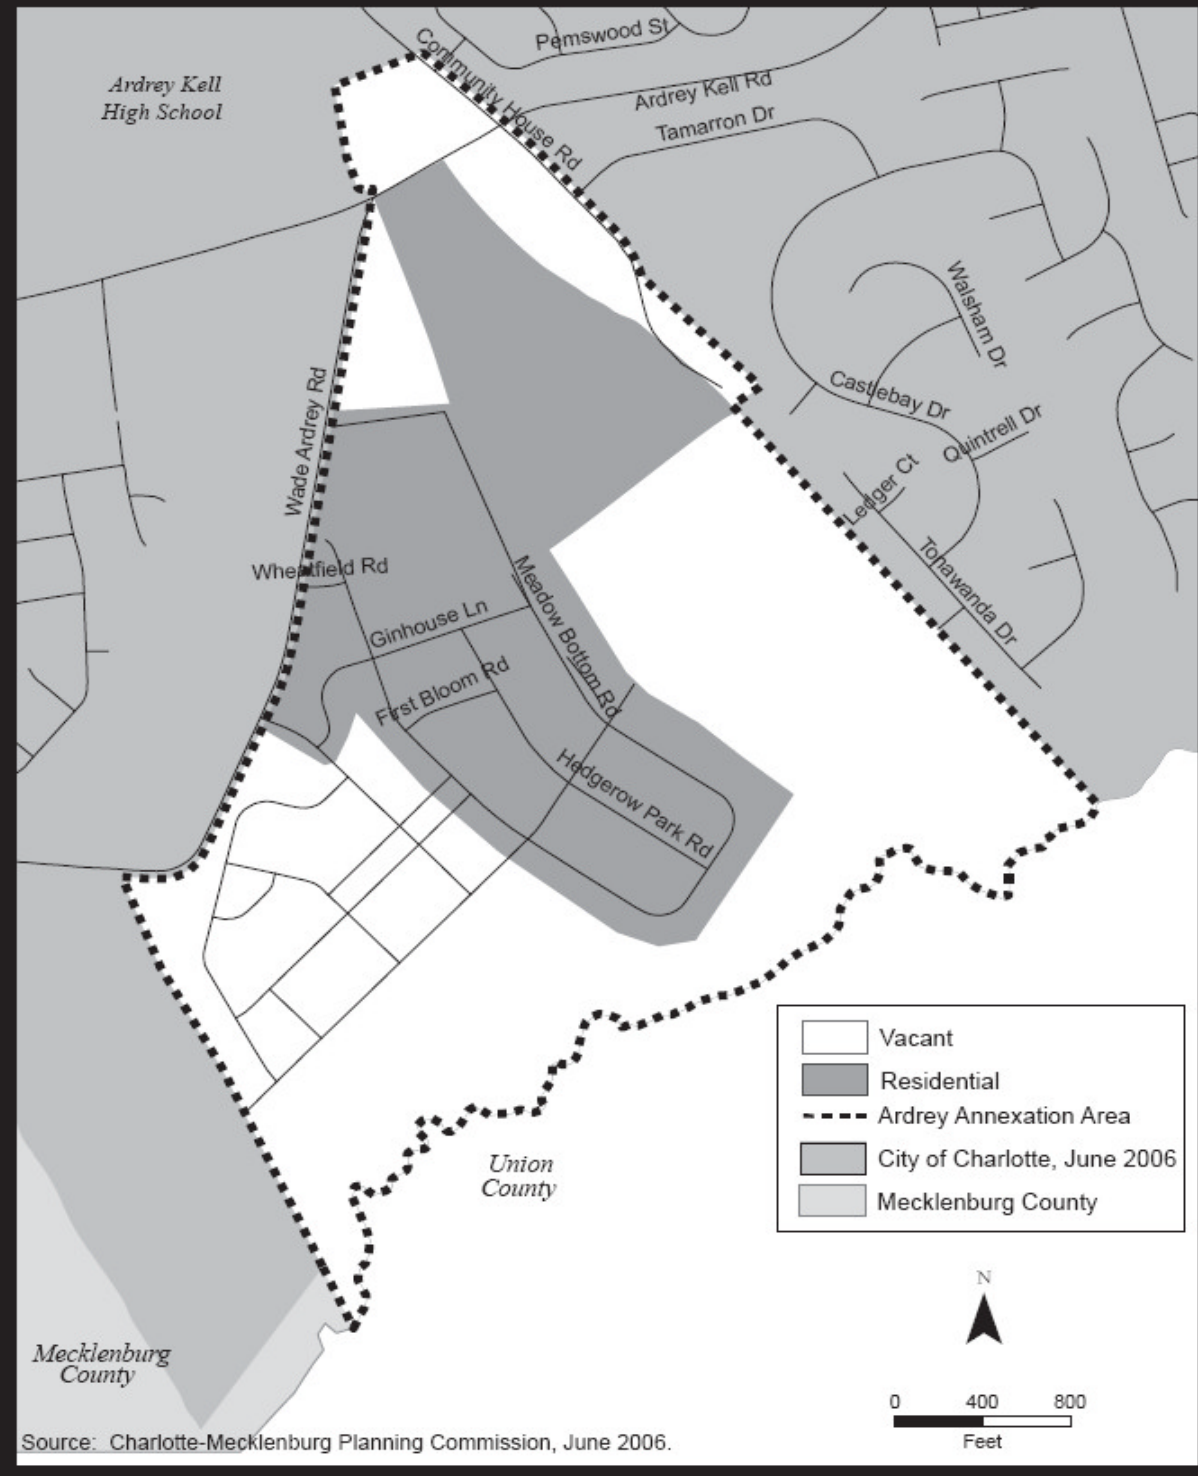 Pemswood St
Community House Rd
Ardrey Kell
High School
Ardrey Kell Rd
Tamarron Dr
Walsham Dr
Wade Ardrey Rd
Castlebay Dr
Quintrell Dr
Ledger Ct
Tonawanda Dr
Wheatfield Rd
Meadow Bottom Rd
Ginhouse Ln
First Bloom Rd
Hedgerow Park Rd
Vacant
Residential
Ardrey Annexation Area
City of Charlotte, June 2006
Mecklenburg County
Union
County
N
Mecklenburg
County
0 400 800
Feet
Source: Charlotte-Mecklenburg Planning Commission, June 2006.